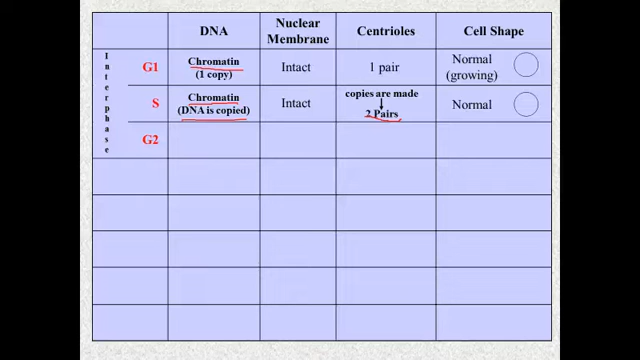 DNA
Nuclear
Membrane
Centrioles
Cell Shape
Interphase
G1
Chromatin
(1 copy)
Intact
1 pair
Normal
(growing)
S
Chromatin
(DNA is copied)
Intact
copies are made
2 Pairs
Normal
G2